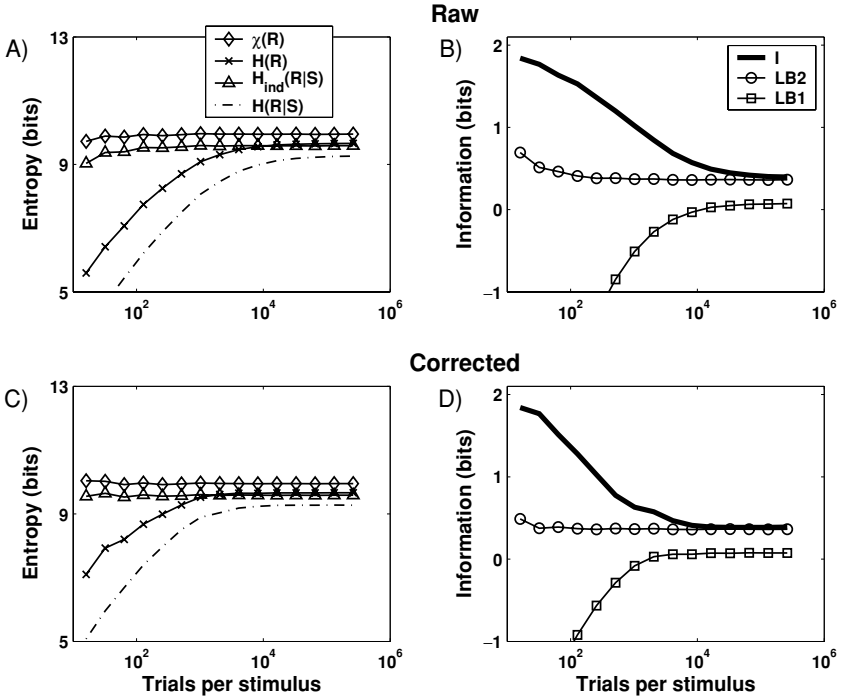 Raw
A)
B)
13
9
5
Entropy (bits)
χ(R)
H(R)
H_ind(R|S)
H(R|S)
10^2
10^4
10^6
2
1
0
−1
Information (bits)
I
LB2
LB1
10^2
10^4
10^6
Corrected
C)
D)
13
9
5
Entropy (bits)
10^2
10^4
10^6
Trials per stimulus
2
1
0
−1
Information (bits)
10^2
10^4
10^6
Trials per stimulus